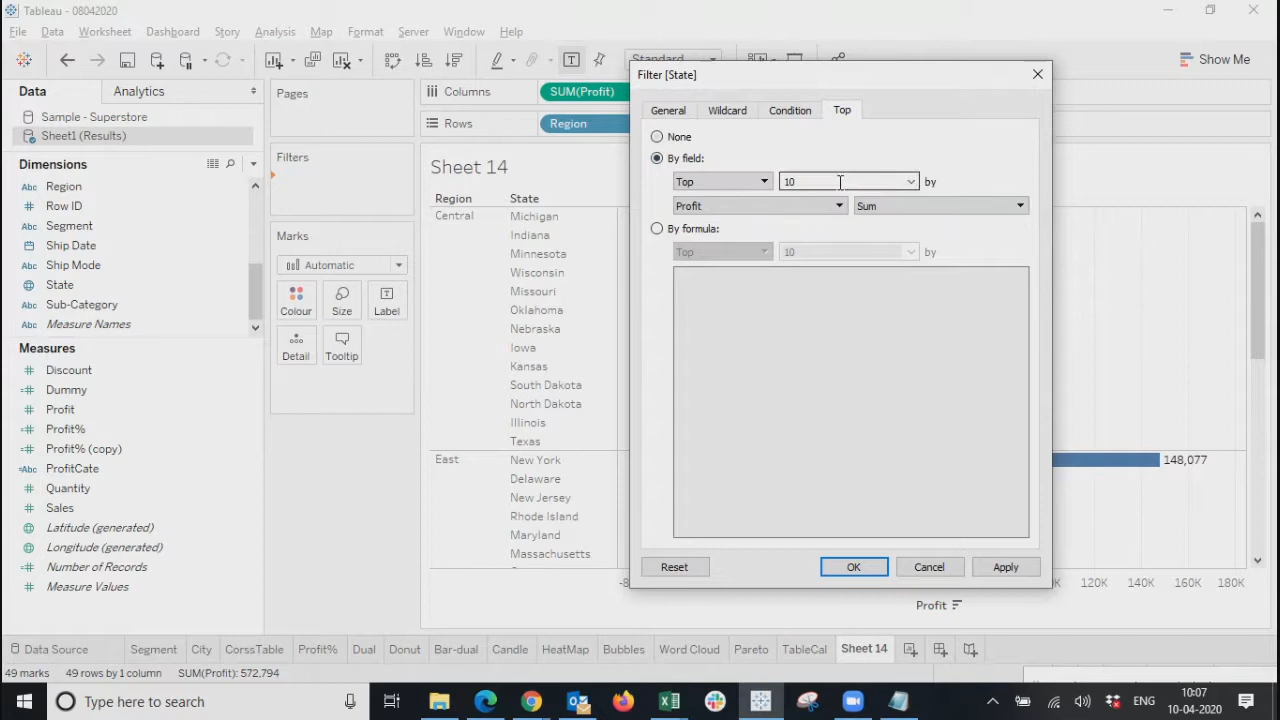 Tableau - 08042020
File Data Worksheet Dashboard Story Analysis Map Format Server Window Help
Standard
Show Me
Data
Analytics
Sample - Superstore
Sheet1 (Results)
Dimensions
Abc Region
Abc Row ID
Abc Segment
Ship Date
Abc Ship Mode
State
Abc Sub-Category
Abc Measure Names
Measures
# Discount
=# Dummy
# Profit
=# Profit%
=# Profit% (copy)
=Abc ProfitCate
# Quantity
# Sales
Latitude (generated)
Longitude (generated)
=# Number of Records
# Measure Values
Pages
Filters
Marks
Automatic
Colour Size Label
Detail Tooltip
Columns SUM(Profit)
Rows Region
Sheet 14
Region State
Central Michigan
Indiana
Minnesota
Wisconsin
Missouri
Oklahoma
Nebraska
Iowa
Kansas
South Dakota
North Dakota
Illinois
Texas
East New York 148,077
Delaware
New Jersey
Rhode Island
Maryland
Massachusetts
120K 140K 160K 180K
Profit
Filter [State]
General Wildcard Condition Top
None
By field:
Top 10 by
Profit Sum
By formula:
Top 10 by
Reset OK Cancel Apply
Data Source Segment City CorssTable Profit% Dual Donut Bar-dual Candle HeatMap Bubbles Word Cloud Pareto TableCal Sheet 14
49 marks 49 rows by 1 column SUM(Profit): 572,794
Type here to search
ENG
10:07
10-04-2020